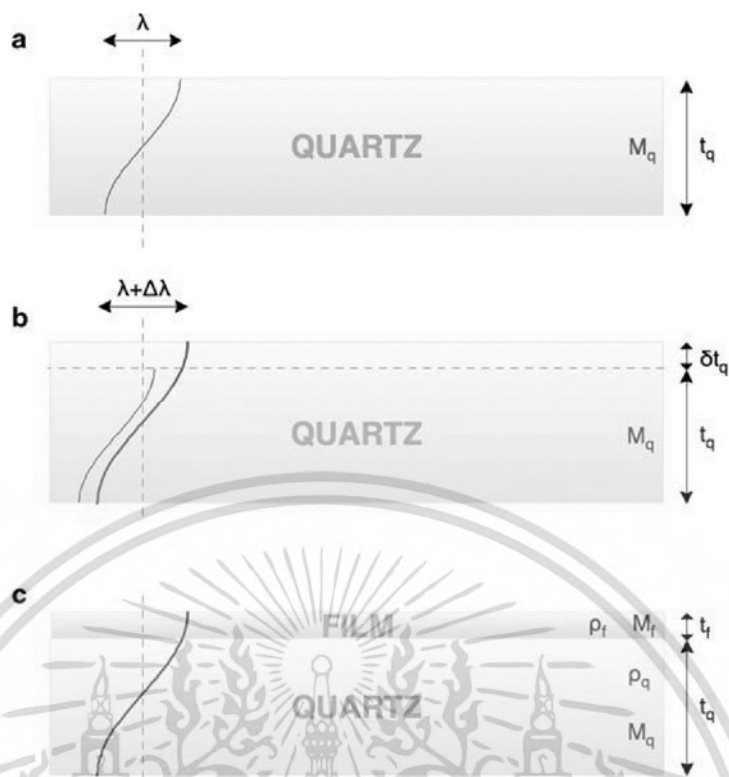 a
λ
QUARTZ
M_q
t_q
b
λ+Δλ
δt_q
QUARTZ
M_q
t_q
c
FILM
ρ_f M_f t_f
ρ_q
QUARTZ
t_q
M_q